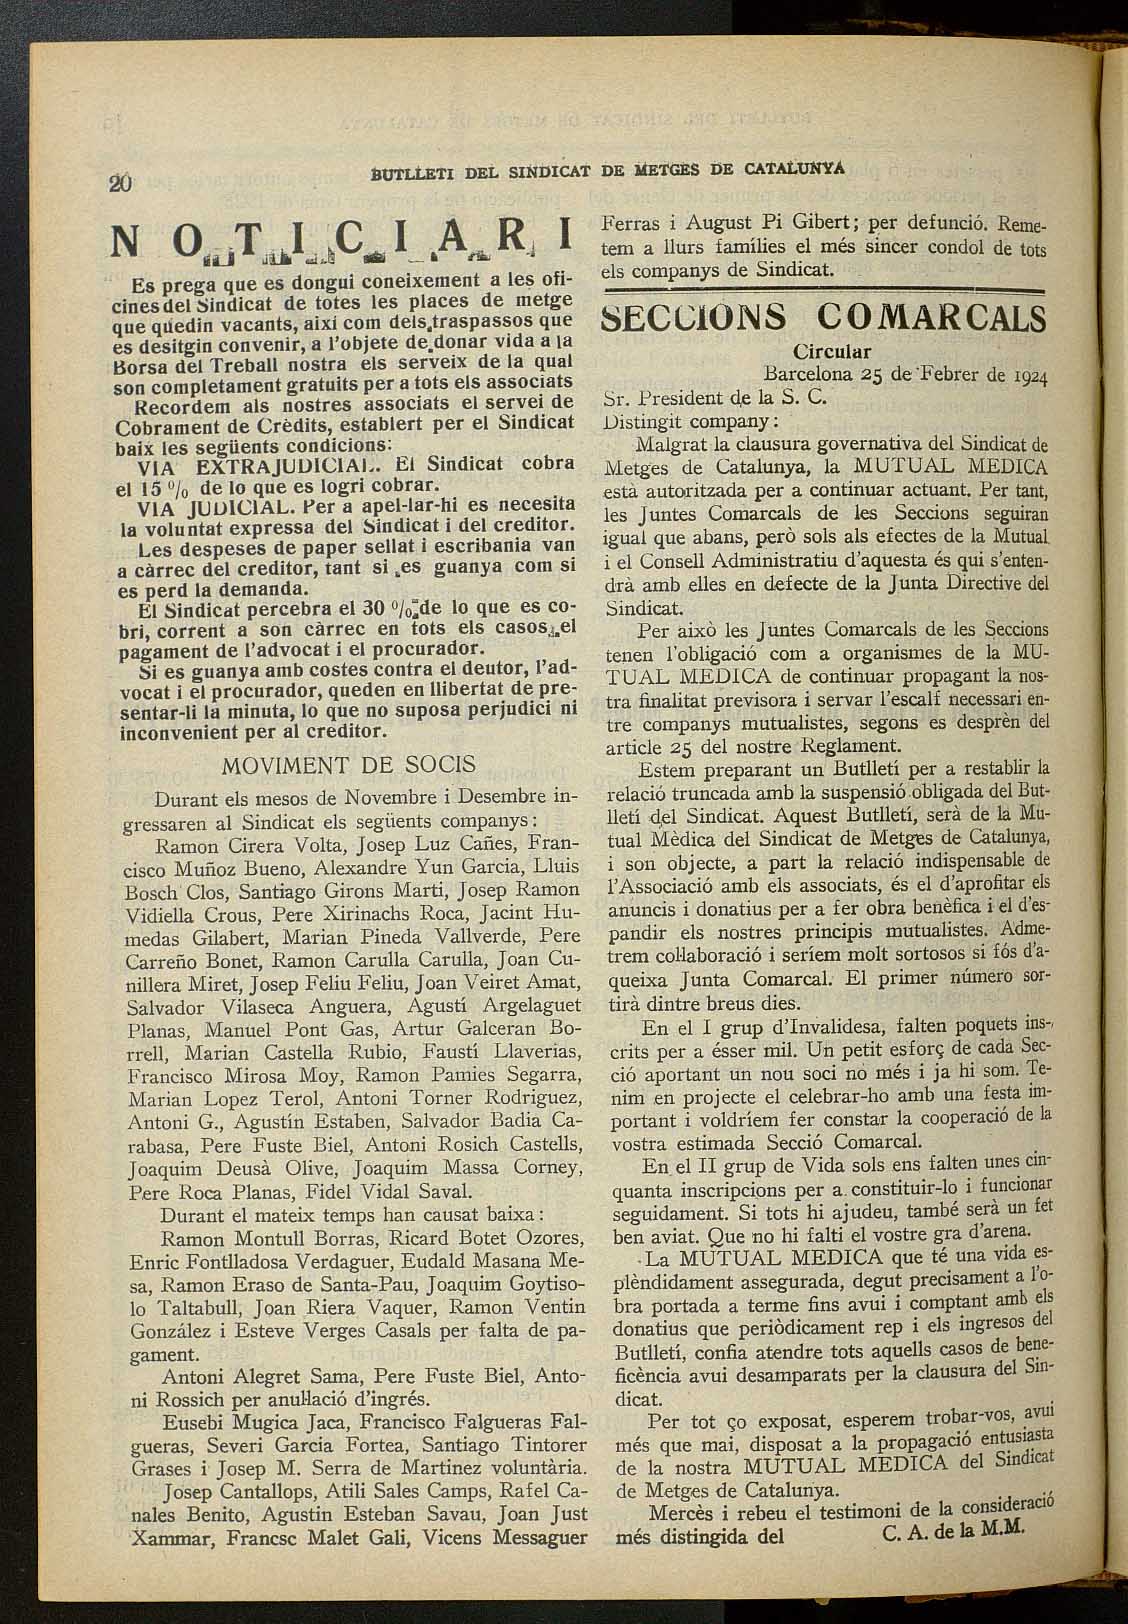 20
BUTLLETI DEL SINDICAT DE METGES DE CATALUNYA
NOTICIARI
Es prega que es dongui coneixement a les ofi-
cines del Sindicat de totes les places de metge
que quedin vacants, aixi com dels traspassos que
es desitgin convenir, a l'objete de donar vida a la
Borsa del Treball nostra els serveix de la qual
son completament gratuits per a tots els associats
Recordem als nostres associats el servei de
Cobrament de Crèdits, establert per el Sindicat
baix les següents condicions:
VIA EXTRAJUDICIAL. El Sindicat cobra
el 15 % de lo que es logri cobrar.
VIA JUDICIAL. Per a apel-lar-hi es necesita
la voluntat expressa del Sindicat i del creditor.
Les despeses de paper sellat i escribania van
a càrrec del creditor, tant si es guanya com si
es perd la demanda.
El Sindicat percebra el 30 % de lo que es co-
bri, corrent a son càrrec en tots els casos el
pagament de l'advocat i el procurador.
Si es guanya amb costes contra el deutor, l'ad-
vocat i el procurador, queden en llibertat de pre-
sentar-li la minuta, lo que no suposa perjudici ni
inconvenient per al creditor.
MOVIMENT DE SOCIS
Durant els mesos de Novembre i Desembre in-
gressaren al Sindicat els següents companys:
Ramon Cirera Volta, Josep Luz Cañes, Fran-
cisco Muñoz Bueno, Alexandre Yun Garcia, Lluis
Bosch Clos, Santiago Girons Marti, Josep Ramon
Vidiella Crous, Pere Xirinachs Roca, Jacint Hu-
medas Gilabert, Marian Pineda Vallverde, Pere
Carreño Bonet, Ramon Carulla Carulla, Joan Cu-
nillera Miret, Josep Feliu Feliu, Joan Veiret Amat,
Salvador Vilaseca Anguera, Agustí Argelaguet
Planas, Manuel Pont Gas, Artur Galceran Bo-
rrell, Marian Castella Rubio, Faustí Llaverias,
Francisco Mirosa Moy, Ramon Pamies Segarra,
Marian Lopez Terol, Antoni Torner Rodriguez,
Antoni G., Agustín Estaben, Salvador Badia Ca-
rabasa, Pere Fuste Biel, Antoni Rosich Castells,
Joaquim Deusà Olive, Joaquim Massa Corney,
Pere Roca Planas, Fidel Vidal Saval.
Durant el mateix temps han causat baixa:
Ramon Montull Borras, Ricard Botet Ozores,
Enric Fontlladosa Verdaguer, Eudald Masana Me-
sa, Ramon Eraso de Santa-Pau, Joaquim Goytiso-
lo Taltabull, Joan Riera Vaquer, Ramon Ventin
González i Esteve Verges Casals per falta de pa-
gament.
Antoni Alegret Sama, Pere Fuste Biel, Anto-
ni Rossich per anul·lació d'ingrés.
Eusebi Mugica Jaca, Francisco Falgueras Fal-
gueras, Severi Garcia Fortea, Santiago Tintorer
Grases i Josep M. Serra de Martinez voluntària.
Josep Cantallops, Atili Sales Camps, Rafel Ca-
nales Benito, Agustin Esteban Savau, Joan Just
Xammar, Francsc Malet Gali, Vicens Messaguer
Ferras i August Pi Gibert; per defunció. Reme-
tem a llurs famílies el més sincer condol de tots
els companys de Sindicat.
SECCIONS COMARCALS
Circular
Barcelona 25 de Febrer de 1924
Sr. President de la S. C.
Distingit company:
Malgrat la clausura governativa del Sindicat de
Metges de Catalunya, la MUTUAL MEDICA
està autoritzada per a continuar actuant. Per tant,
les Juntes Comarcals de les Seccions seguiran
igual que abans, però sols als efectes de la Mutual
i el Consell Administratiu d'aquesta és qui s'enten-
drà amb elles en defecte de la Junta Directive del
Sindicat.
Per això les Juntes Comarcals de les Seccions
tenen l'obligació com a organismes de la MU-
TUAL MEDICA de continuar propagant la nos-
tra finalitat previsora i servar l'escalf necessari en-
tre companys mutualistes, segons es desprèn del
article 25 del nostre Reglament.
Estem preparant un Butlletí per a restablir la
relació truncada amb la suspensió obligada del But-
lletí del Sindicat. Aquest Butlletí, serà de la Mu-
tual Mèdica del Sindicat de Metges de Catalunya,
i son objecte, a part la relació indispensable de
l'Associació amb els associats, és el d'aprofitar els
anuncis i donatius per a fer obra benèfica i el d'es-
pandir els nostres principis mutualistes. Adme-
trem col·laboració i seríem molt sortosos si fós d'a-
queixa Junta Comarcal. El primer número sor-
tirà dintre breus dies.
En el I grup d'Invalidesa, falten poquets ins-
crits per a ésser mil. Un petit esforç de cada Sec-
ció aportant un nou soci no més i ja hi som. Te-
nim en projecte el celebrar-ho amb una festa im-
portant i voldríem fer constar la cooperació de la
vostra estimada Secció Comarcal.
En el II grup de Vida sols ens falten unes cin-
quanta inscripcions per a constituir-lo i funcionar
seguidament. Si tots hi ajudeu, també serà un fet
ben aviat. Que no hi falti el vostre gra d'arena.
La MUTUAL MEDICA que té una vida es-
plèndidament assegurada, degut precisament a l'o-
bra portada a terme fins avui i comptant amb els
donatius que periòdicament rep i els ingresos del
Butlletí, confia atendre tots aquells casos de bene-
ficència avui desamparats per la clausura del Sin-
dicat.
Per tot ço exposat, esperem trobar-vos, avui
més que mai, disposat a la propagació entusiasta
de la nostra MUTUAL MEDICA del Sindicat
de Metges de Catalunya.
Mercès i rebeu el testimoni de la consideració
més distingida del C. A. de la M.M.